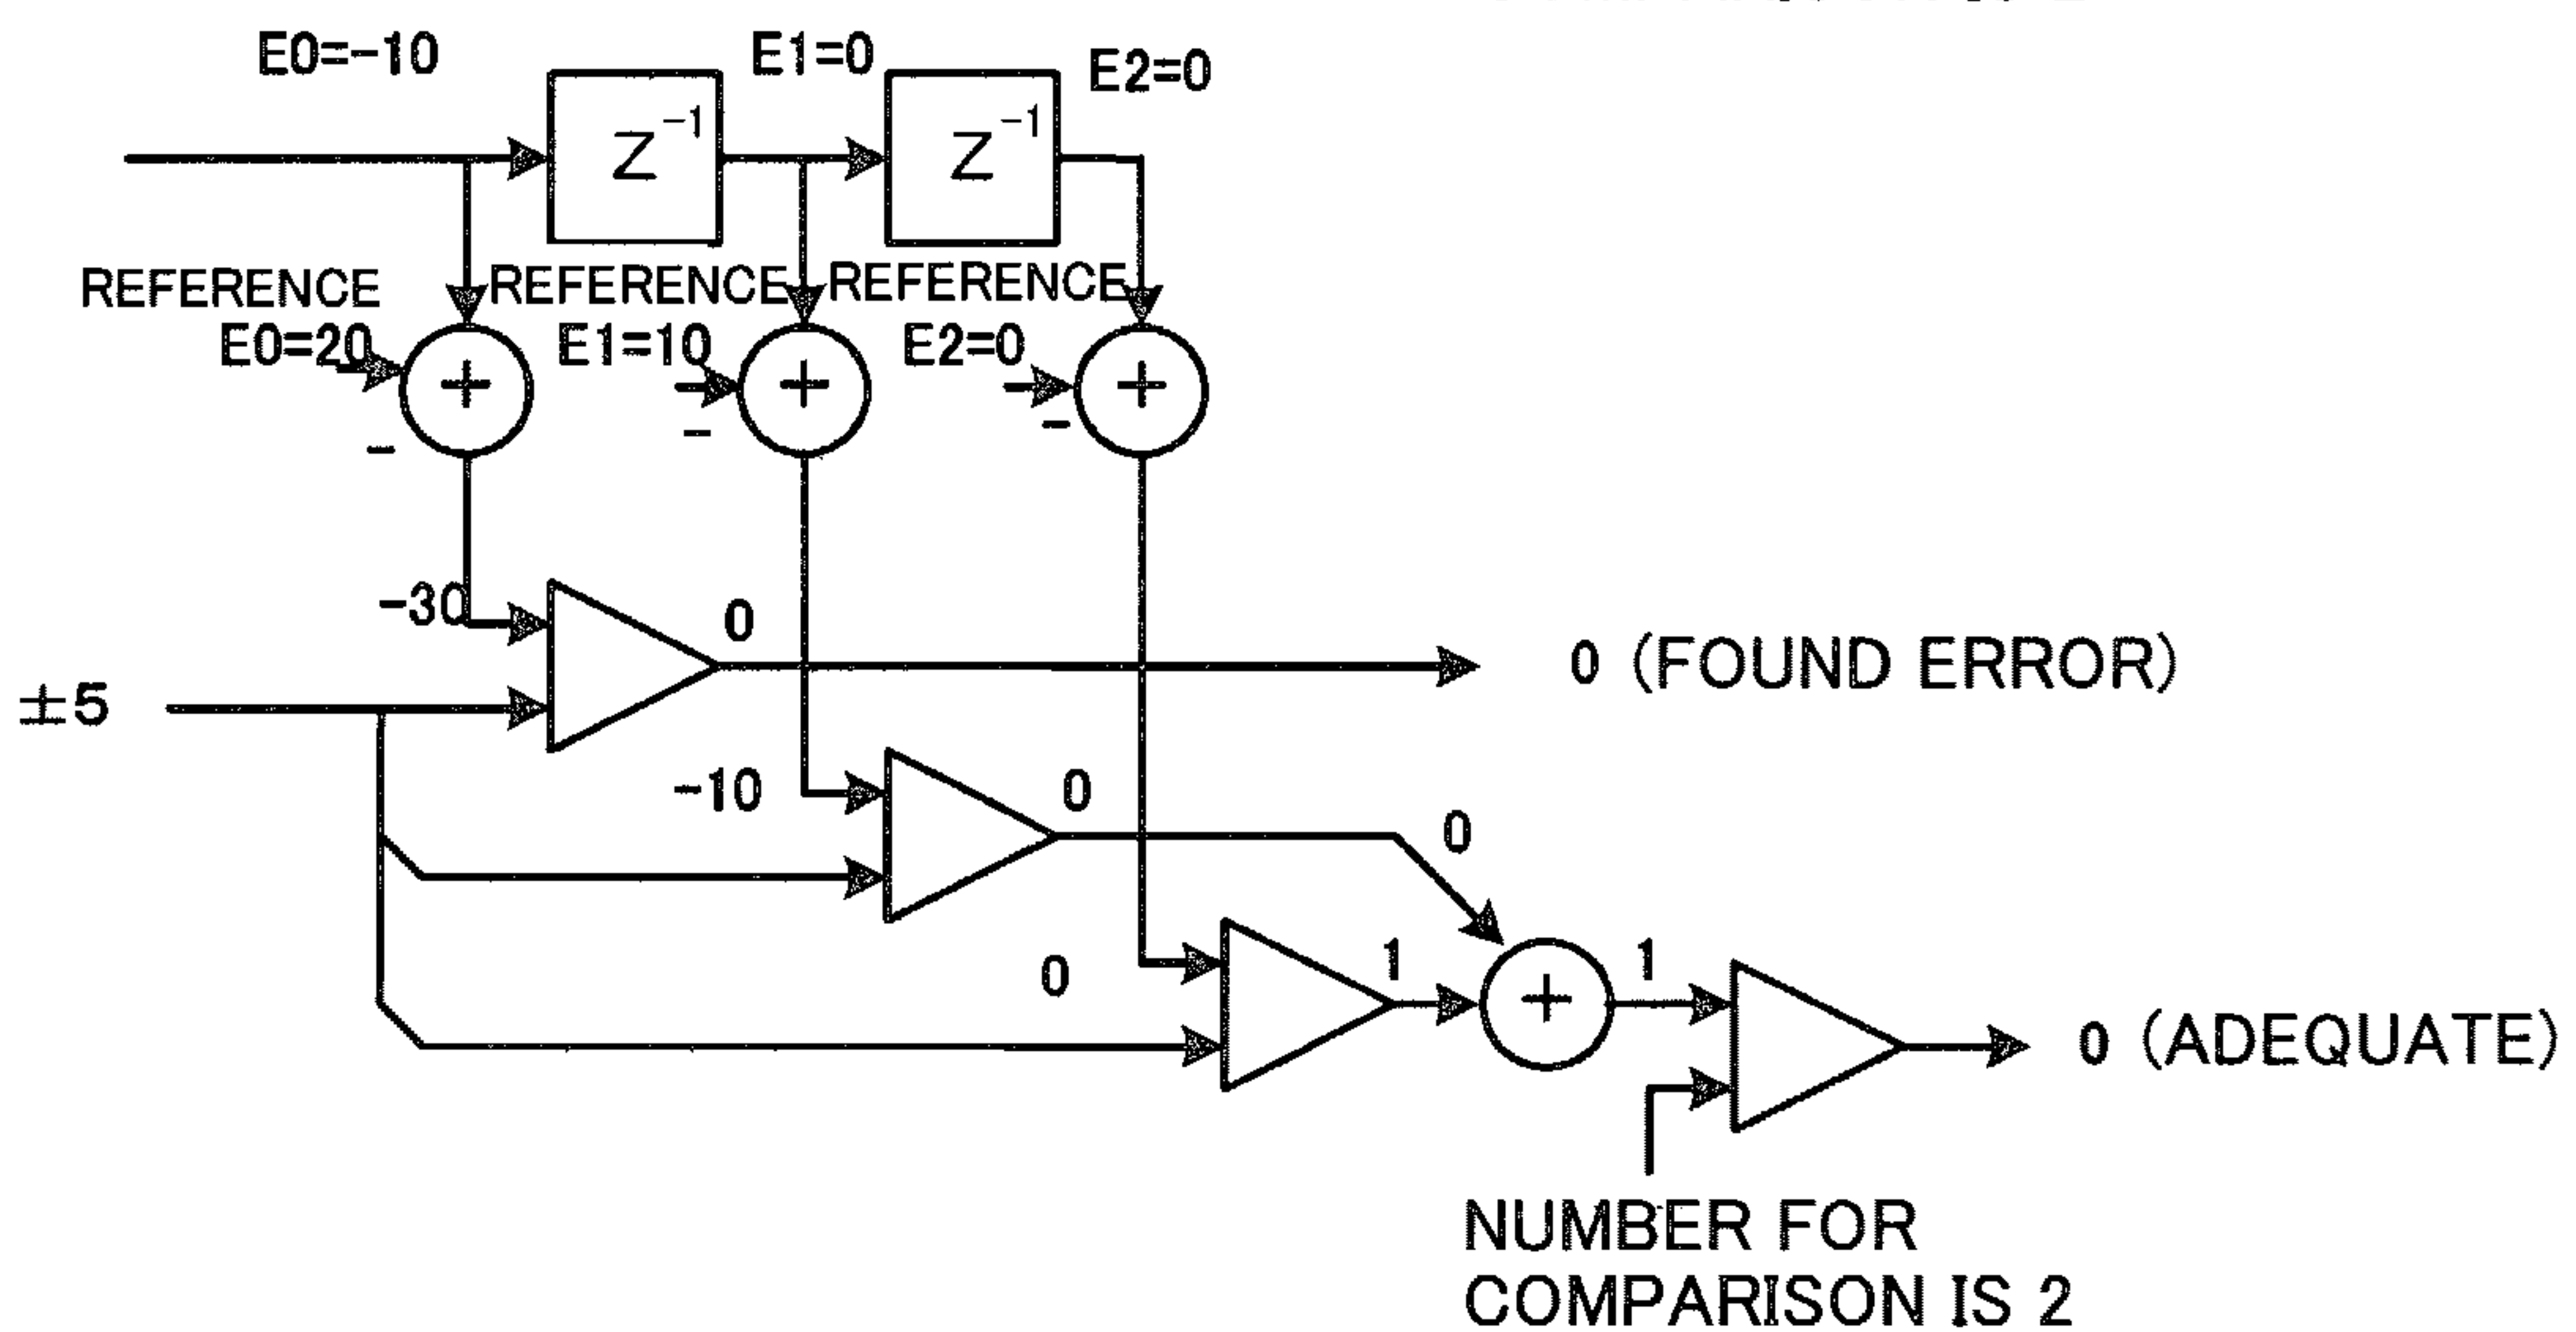 E0=-10 E1=0 E2=0
Z⁻¹ Z⁻¹
REFERENCE REFERENCE REFERENCE
E0=20 E1=10 E2=0
+ + +
- - -
-30 0
0 (FOUND ERROR)
±5
-10 0
0
0 1 1
+
0 (ADEQUATE)
NUMBER FOR
COMPARISON IS 2